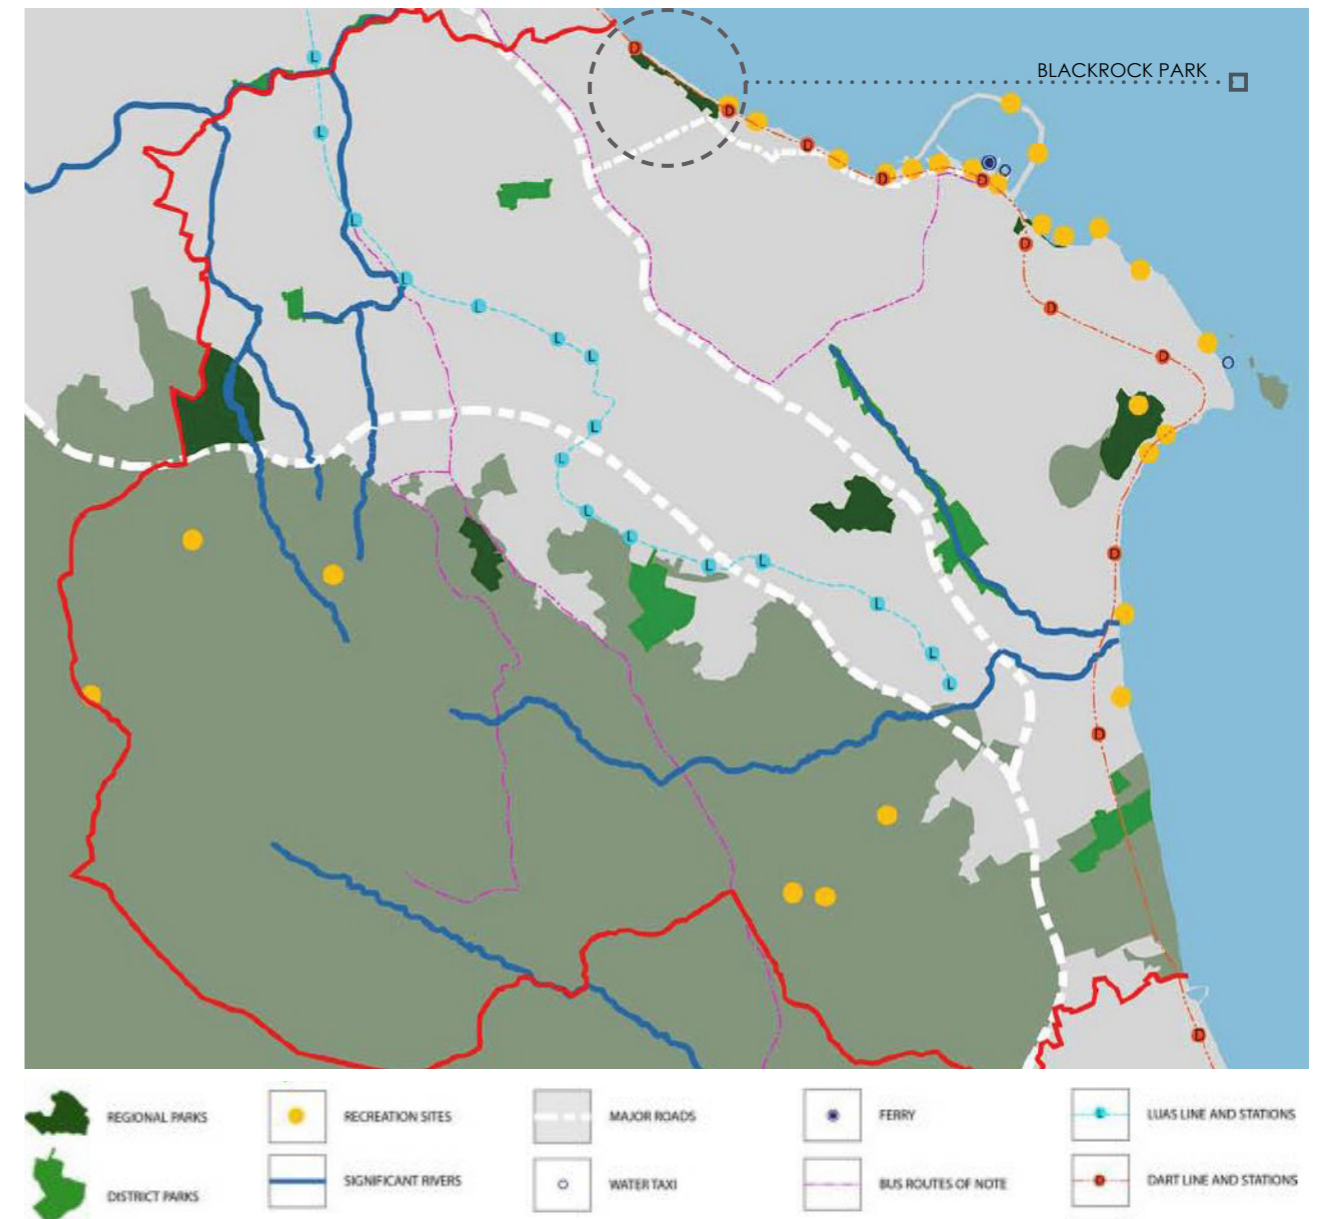 BLACKROCK PARK
REGIONAL PARKS
RECREATION SITES
MAJOR ROADS
FERRY
L
LUAS LINE AND STATIONS
DISTRICT PARKS
SIGNIFICANT RIVERS
WATER TAXI
BUS ROUTES OF NOTE
D
DART LINE AND STATIONS